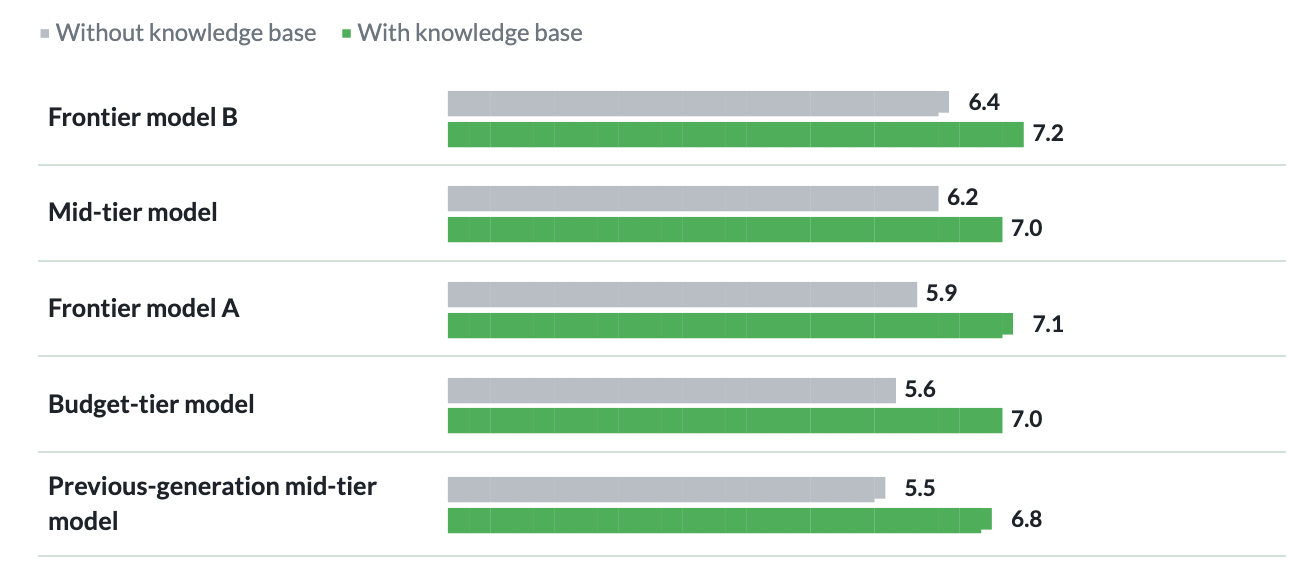 Without knowledge base With knowledge base
Frontier model B
6.4
7.2
Mid-tier model
6.2
7.0
Frontier model A
5.9
7.1
Budget-tier model
5.6
7.0
Previous-generation mid-tier
model
5.5
6.8